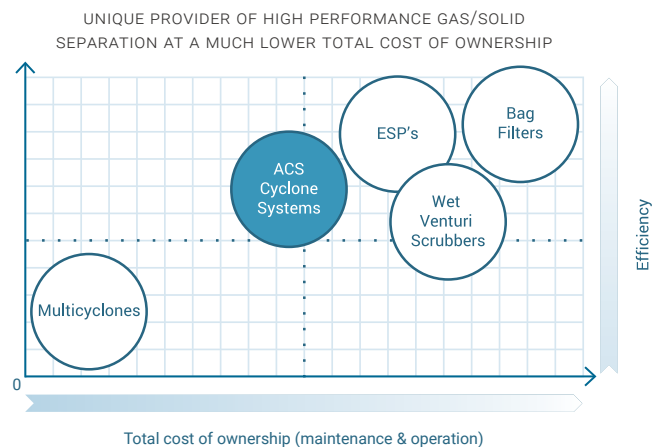 UNIQUE PROVIDER OF HIGH PERFORMANCE GAS/SOLID
SEPARATION AT A MUCH LOWER TOTAL COST OF OWNERSHIP
Bag
Filters
ESP's
ACS
Cyclone
Systems
Wet
Venturi
Scrubbers
Efficiency
Multicyclones
0
Total cost of ownership (maintenance & operation)